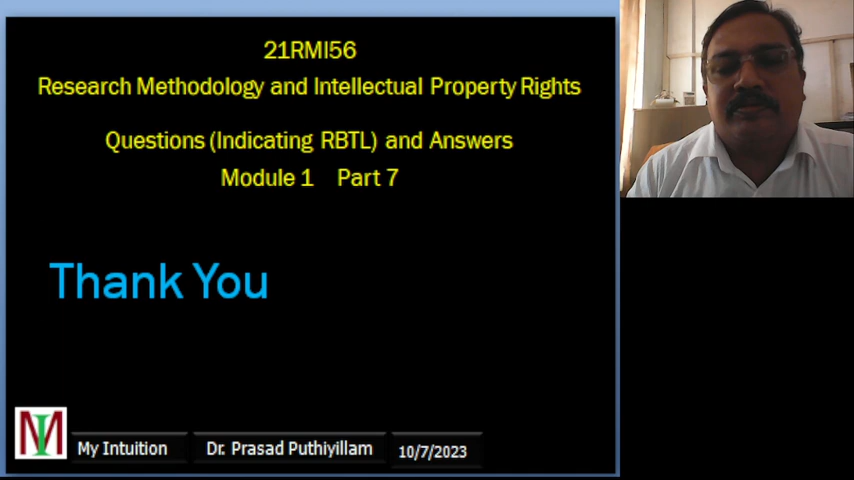 21RMI56
Research Methodology and Intellectual Property Rights
Questions (Indicating RBTL) and Answers
Module 1 Part 7
Thank You
MI
My Intuition Dr. Prasad Puthiyillam 10/7/2023